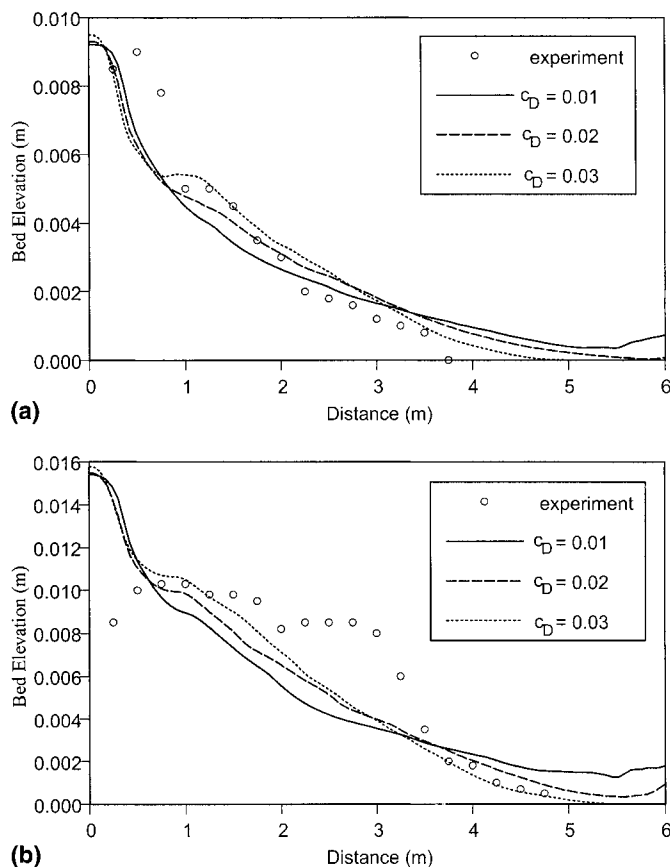 0.010
0.008
0.006
0.004
0.002
0.000
Bed Elevation (m)
experiment
c_D = 0.01
c_D = 0.02
c_D = 0.03
0 1 2 3 4 5 6
Distance (m)
(a)
0.016
0.014
0.012
0.010
0.008
0.006
0.004
0.002
0.000
Bed Elevation (m)
experiment
c_D = 0.01
c_D = 0.02
c_D = 0.03
0 1 2 3 4 5 6
Distance (m)
(b)